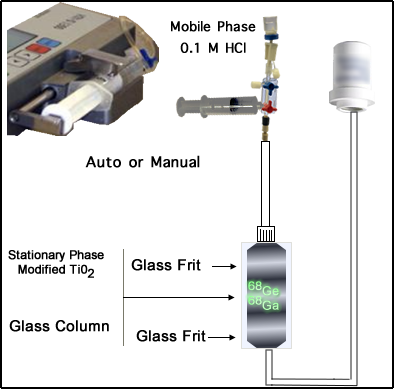 Mobile Phase
0.1 M HCl
Auto or Manual
Stationary Phase
Modified Ti0₂
Glass Frit
⁶⁸Ge
⁶⁸Ga
Glass Column
Glass Frit